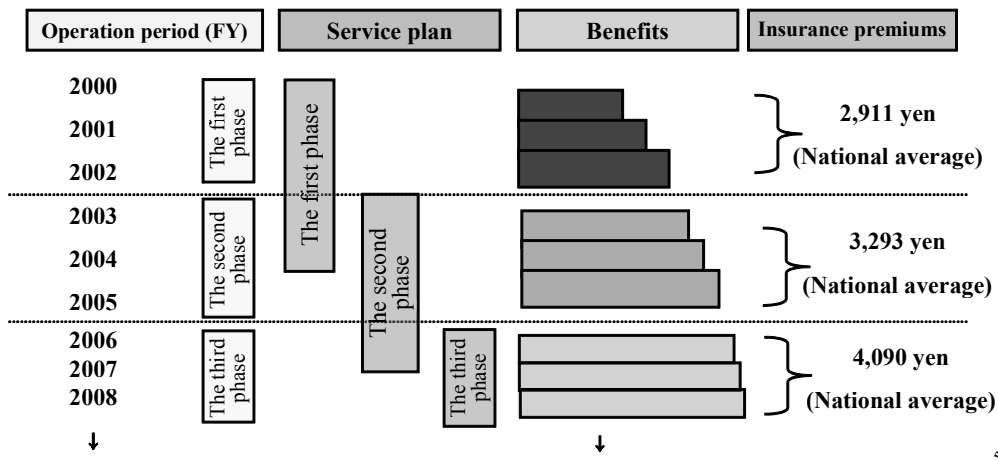 Operation period (FY)
Service plan
Benefits
Insurance premiums
2000
2001
2002
The first
phase
The first phase
2,911 yen
(National average)
2003
2004
2005
The second
phase
The second
phase
3,293 yen
(National average)
2006
2007
2008
The third
phase
The third
phase
4,090 yen
(National average)
5